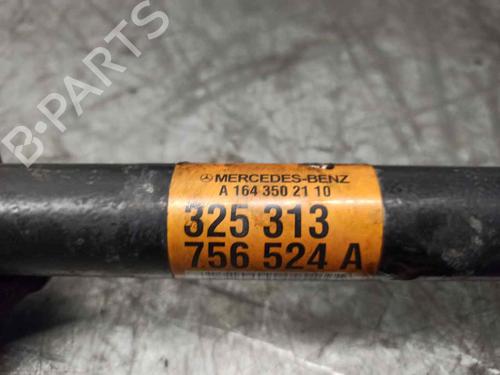 B-PARTS
MERCEDES-BENZ
A 164 350 21 10
325 313
756 524 A